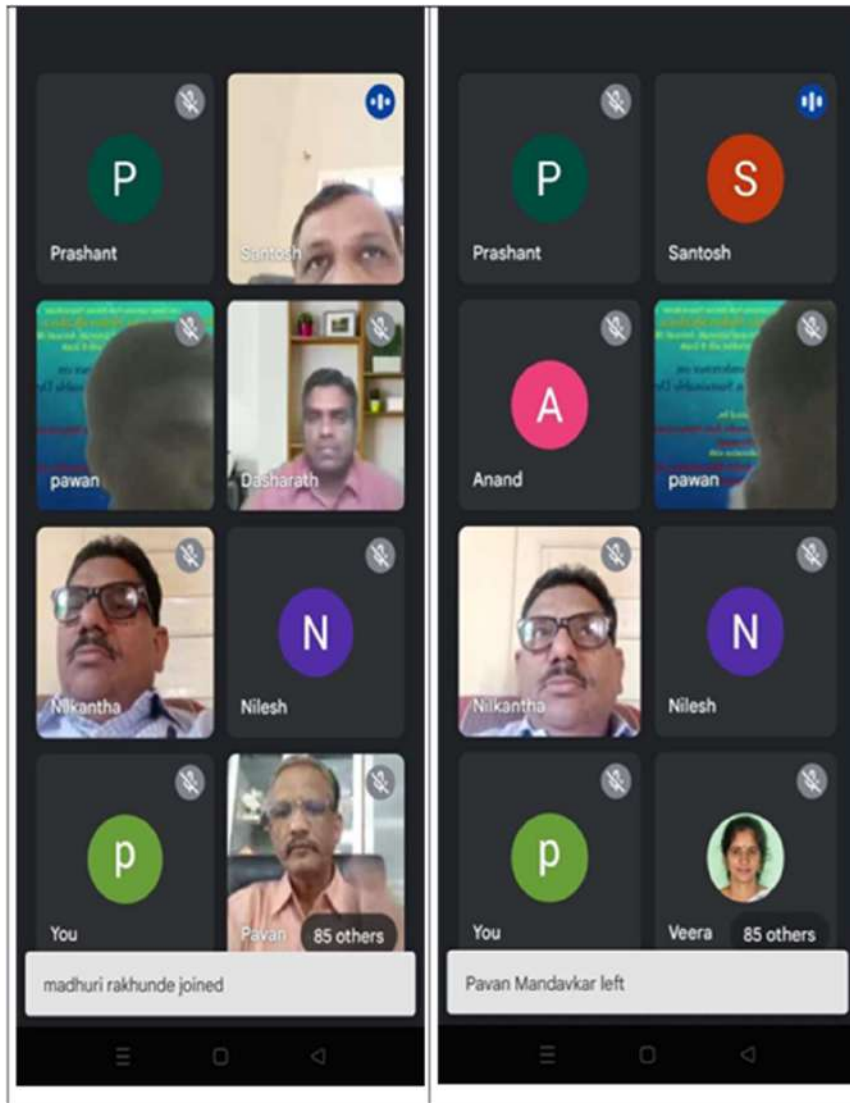 P
Prashant
Santosh
pawan
Dasharath
Nilkantha
N
Nilesh
p
You
Pavan
85 others
madhuri rakhunde joined
P
Prashant
S
Santosh
A
Anand
pawan
Nilkantha
N
Nilesh
p
You
Veera
85 others
Pavan Mandavkar left